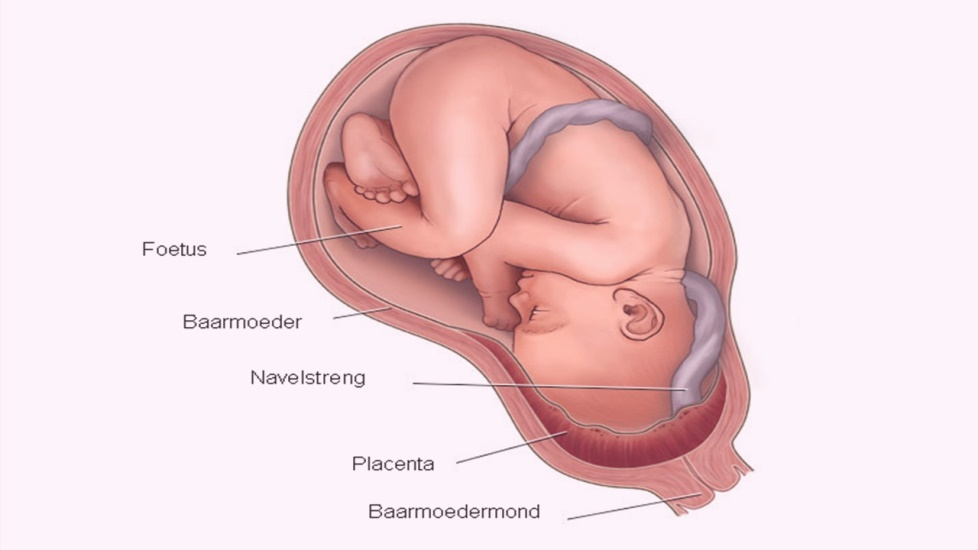 Foetus
Baarmoeder
Navelstreng
Placenta
Baarmoedermond